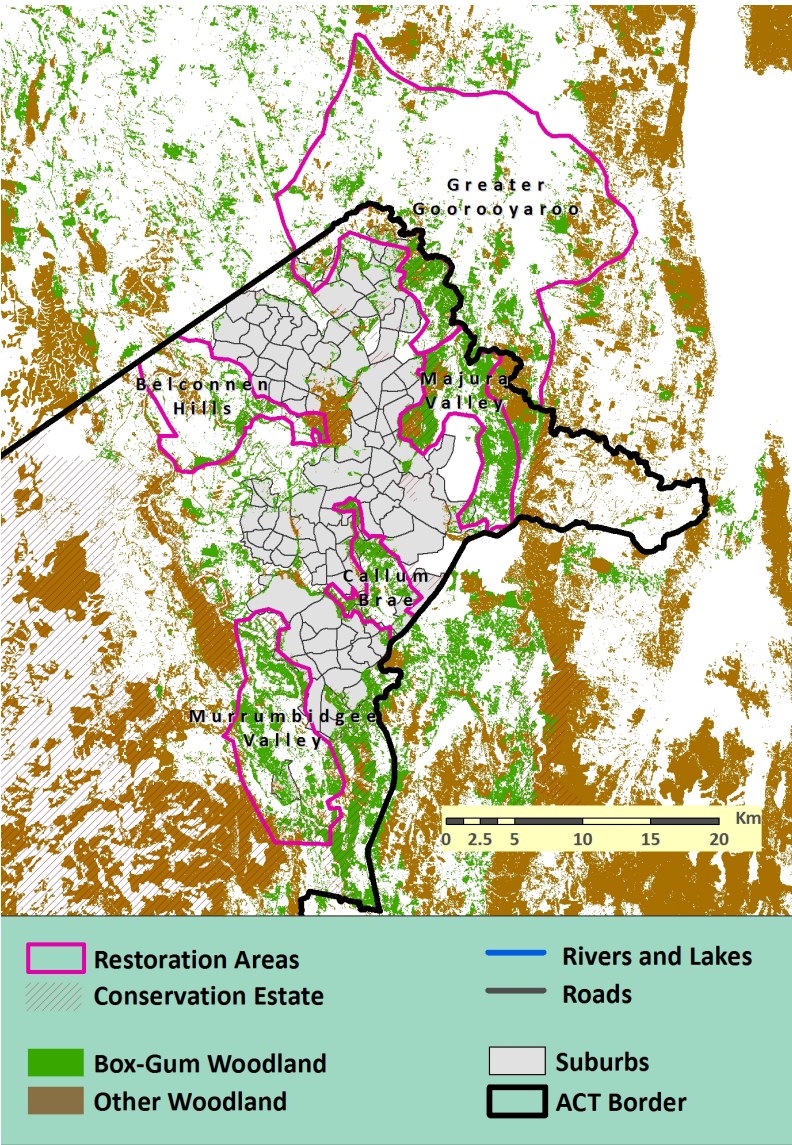 Greater
Goorooyaroo
Majura
Valley
Belconnen
Hills
Callum
Brae
Murrumbidgee
Valley
Km
0 2.5 5 10 15 20
Restoration Areas
Conservation Estate
Box-Gum Woodland
Other Woodland
Rivers and Lakes
Roads
Suburbs
ACT Border